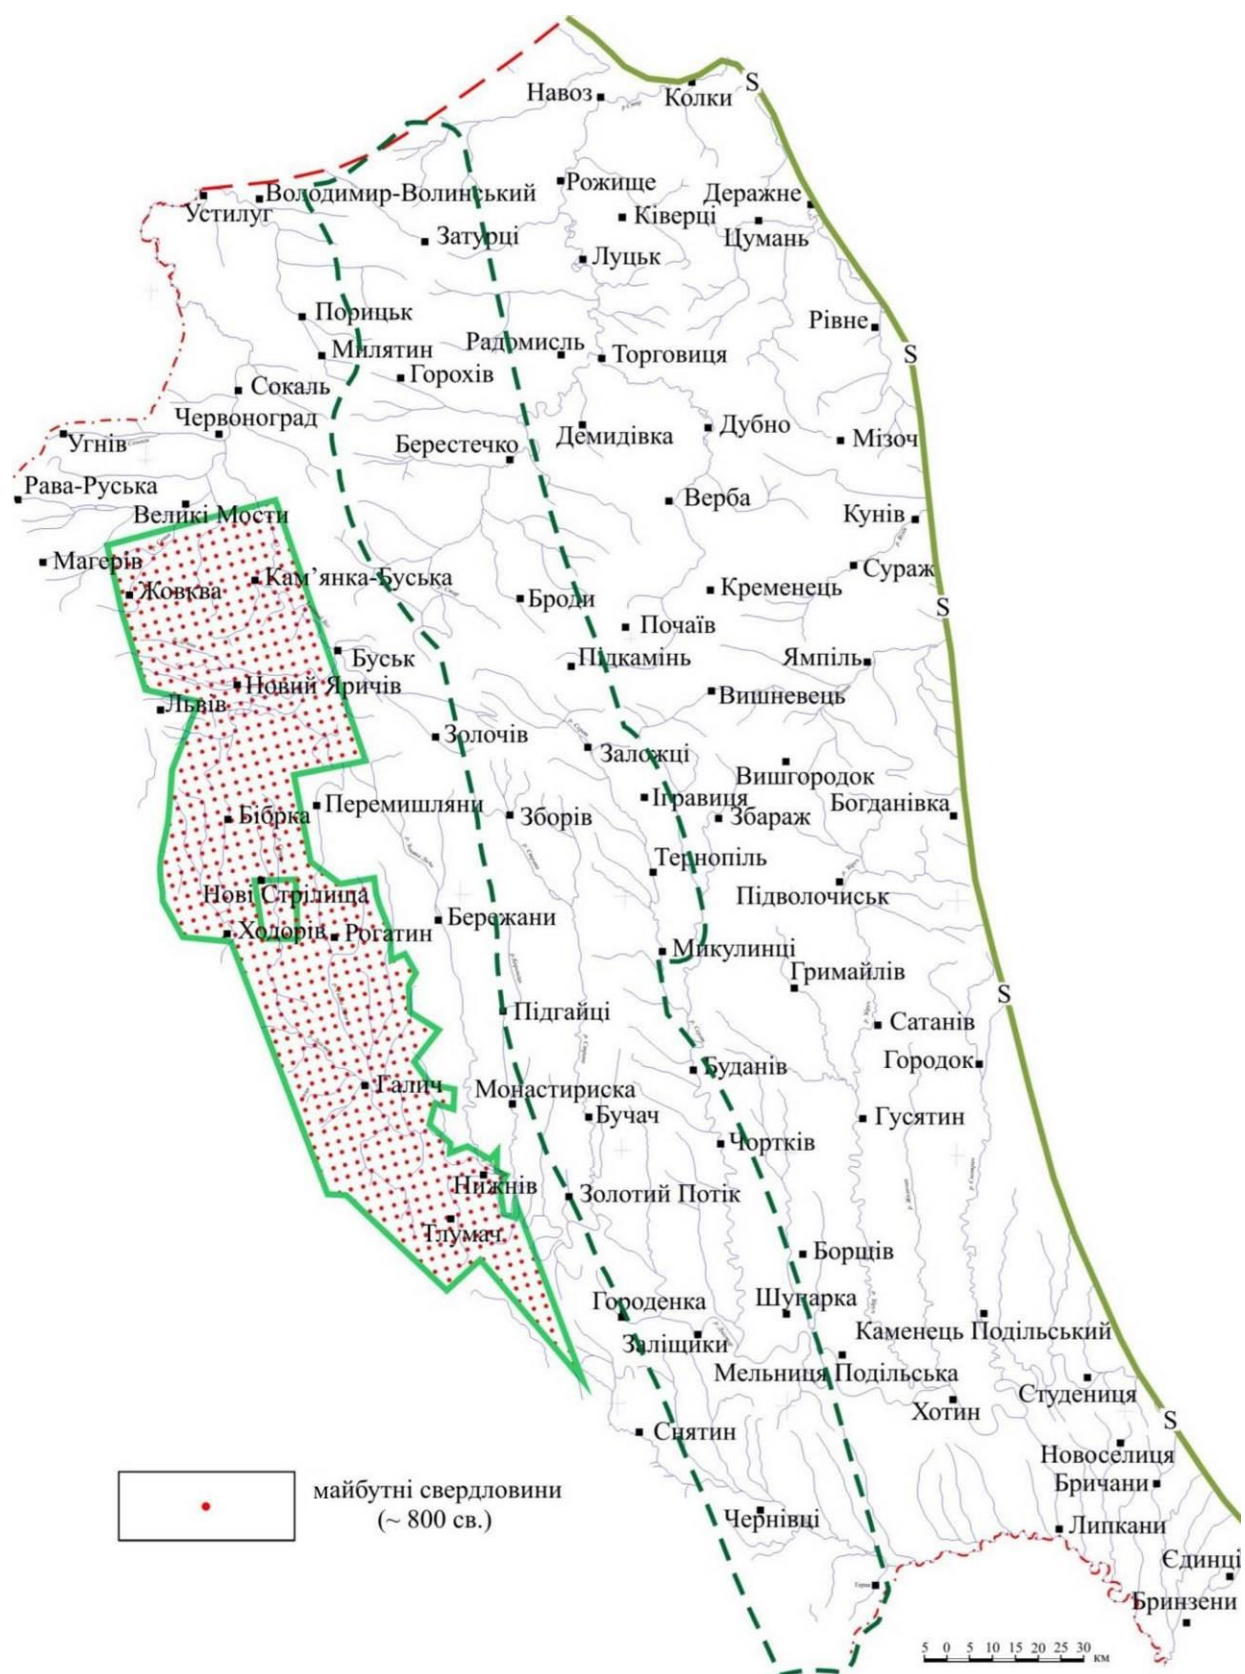 Навоз
Колки
S
Рожище
Деражне
Володимир-Волинський
Устилуг
Ківерці
Цумань
Затурці
Луцьк
Порицьк
Рівне
Милятин
Радомисль
Торговиця
S
Сокаль
Горохів
Червоноград
Угнів
Берестечко
Демидівка
Дубно
Мізоч
Рава-Руська
Великі Мости
Верба
Кунів
Магерів
Жовква
Кам’янка-Буська
Броди
Кременець
Сураж
S
Почаїв
Буськ
Підкамінь
Ямпіль
Новий Яричів
Львів
Вишневець
Золочів
Заложці
Вишгородок
Перемишляни
Ігравиця
Богданівка
Бібрка
Зборів
Збараж
Тернопіль
Нові Стрілища
Підволочиськ
Бережани
Ходорів
Рогатин
Микулинці
Гримайлів
S
Підгайці
Сатанів
Буданів
Городок
Галич
Монастириска
Бучач
Гусятин
Чортків
Нижнів
Золотий Потік
Тлумач
Борщів
Городенка
Шупарка
Заліщики
Каменець Подільський
Мельниця Подільська
Студениця
Хотин
S
Снятин
Новоселиця
Бричани
майбутні свердловини
(~ 800 св.)
Чернівці
Липкани
Єдинці
Бринзени
5 0 5 10 15 20 25 30
км